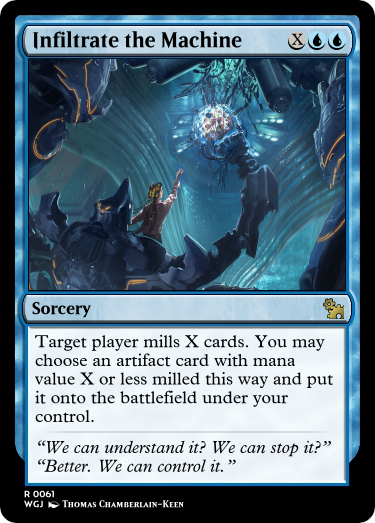 Infiltrate the Machine X
Sorcery
Target player mills X cards. You may
choose an artifact card with mana
value X or less milled this way and put
it onto the battlefield under your
control.
“We can understand it? We can stop it?”
“Better. We can control it.”
R 0061
WGJ Thomas Chamberlain-Keen